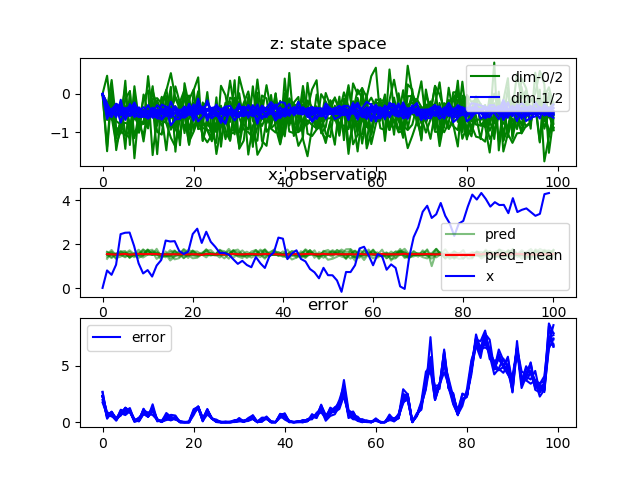 z: state space
0
−1
dim-0/2
dim-1/2
0 20 40 60 80 100
x: observation
4
2
0
pred
pred_mean
x
0 20 40 60 80 100
error
5
0
error
0 20 40 60 80 100